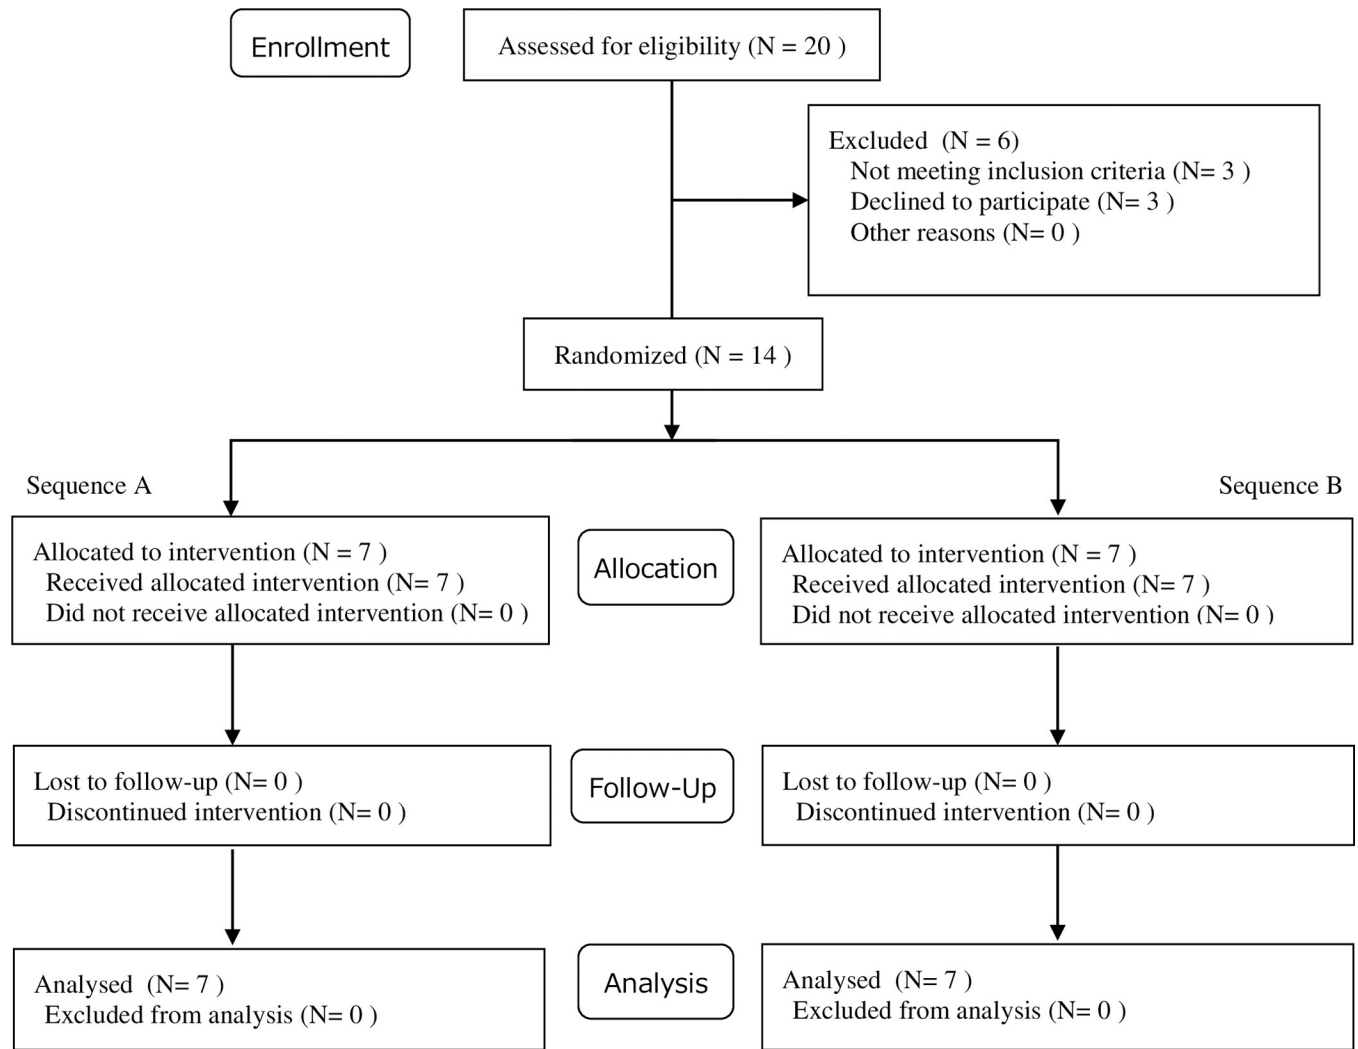 Enrollment
Assessed for eligibility (N = 20 )
Excluded  (N = 6)
Not meeting inclusion criteria (N= 3 )
Declined to participate (N= 3 )
Other reasons (N= 0 )
Randomized (N = 14 )
Sequence A
Sequence B
Allocated to intervention (N = 7 )
Received allocated intervention (N= 7 )
Did not receive allocated intervention (N= 0 )
Allocation
Allocated to intervention (N = 7 )
Received allocated intervention (N= 7 )
Did not receive allocated intervention (N= 0 )
Lost to follow-up (N= 0 )
Discontinued intervention (N= 0 )
Follow-Up
Lost to follow-up (N= 0 )
Discontinued intervention (N= 0 )
Analysed  (N= 7 )
Excluded from analysis (N= 0 )
Analysis
Analysed  (N= 7 )
Excluded from analysis (N= 0 )